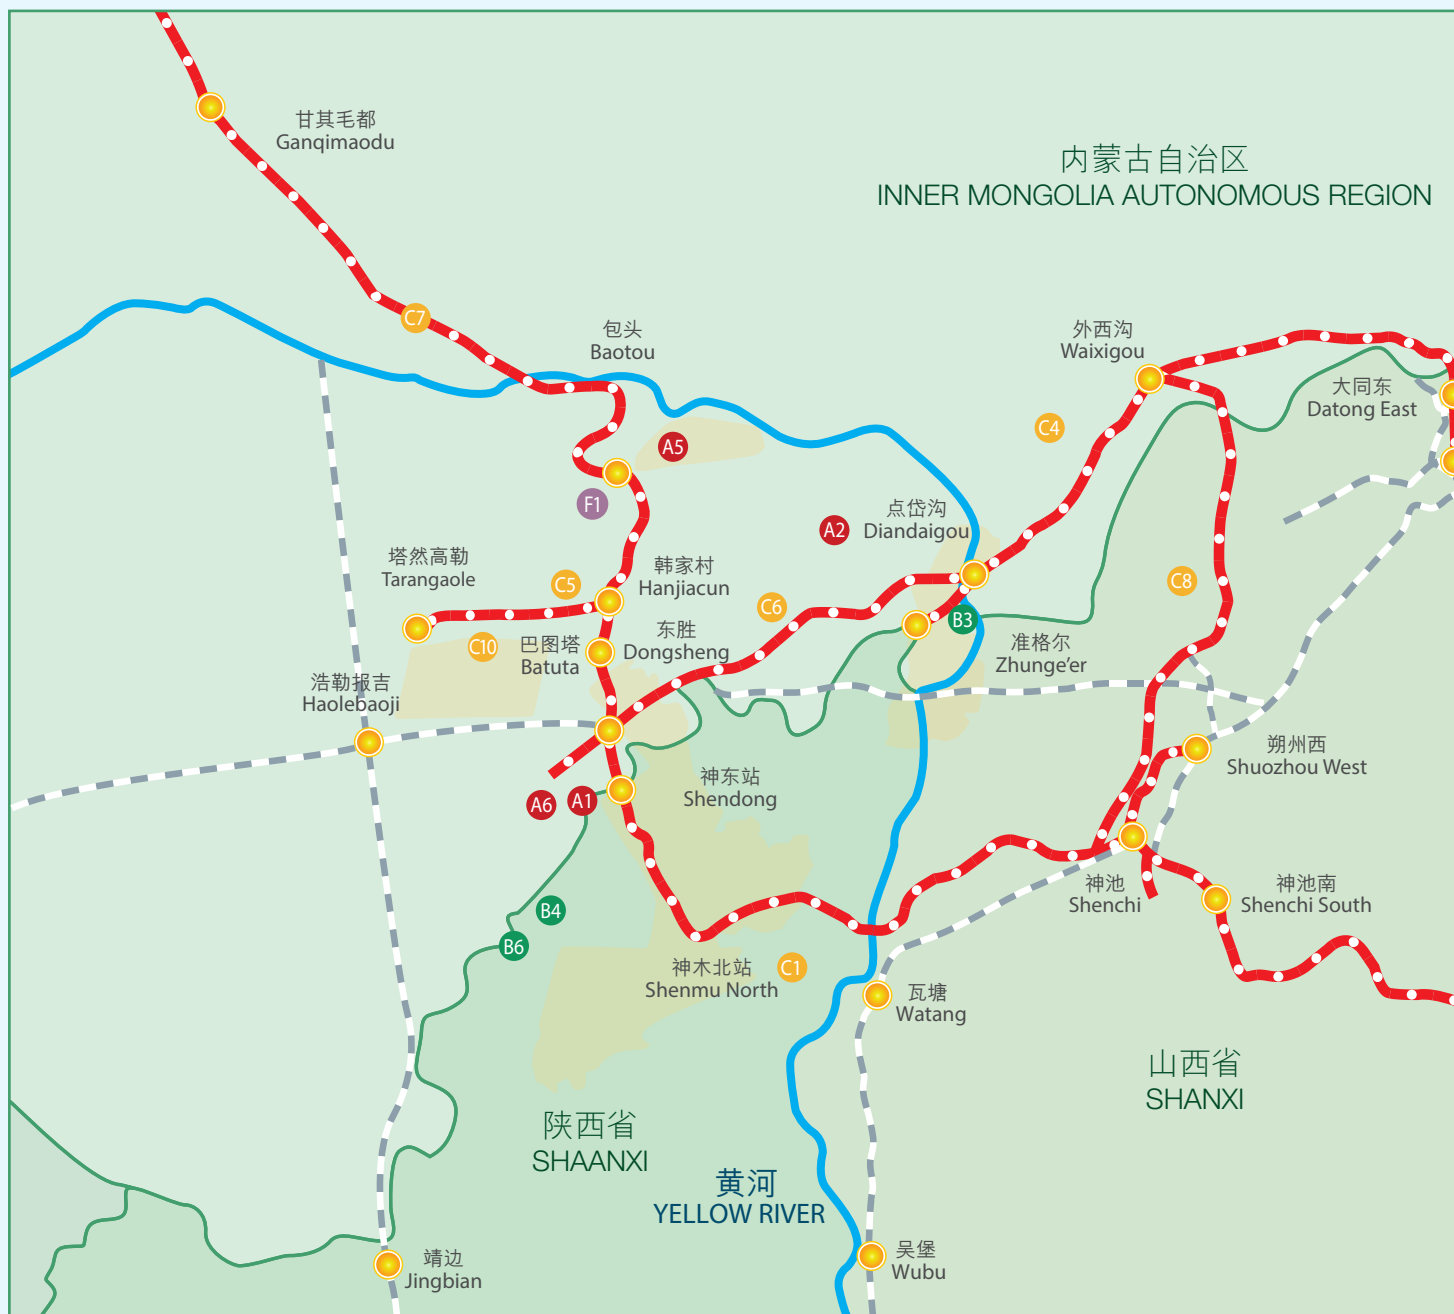 甘其毛都
Ganqimaodu
内蒙古自治区
INNER MONGOLIA AUTONOMOUS REGION
C7
包头
Baotou
外西沟
Waixigou
大同东
Datong East
C4
A5
F1
A2
点岱沟
Diandaigou
塔然高勒
Tarangaole
C5
韩家村
Hanjiacun
C6
C8
B3
C10
巴图塔
Batuta
东胜
Dongsheng
准格尔
Zhunge'er
浩勒报吉
Haolebaoji
朔州西
Shuozhou West
神东站
Shendong
A6
A1
神池
Shenchi
神池南
Shenchi South
B4
B6
神木北站
Shenmu North
C1
瓦塘
Watang
山西省
SHANXI
陕西省
SHAANXI
黄河
YELLOW RIVER
靖边
Jingbian
吴堡
Wubu